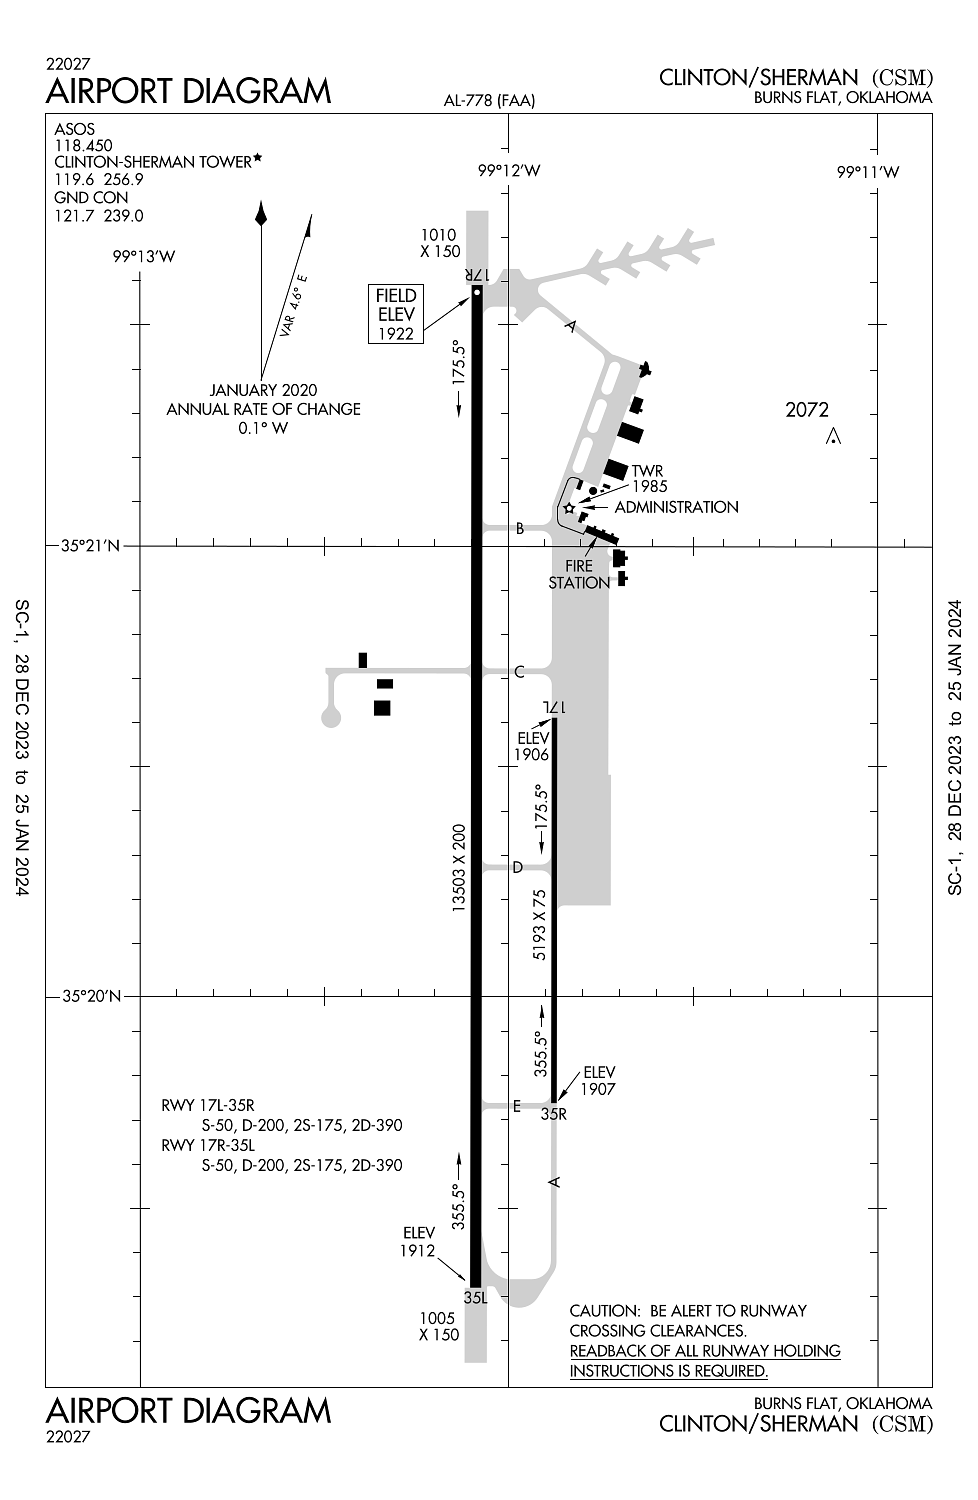 22027
AIRPORT DIAGRAM
AL-778 (FAA)
CLINTON/SHERMAN (CSM)
BURNS FLAT, OKLAHOMA
ASOS
118.450
CLINTON-SHERMAN TOWER★
119.6 256.9
GND CON
121.7 239.0
99°13'W
99°12'W
99°11'W
VAR 4.6° E
JANUARY 2020
ANNUAL RATE OF CHANGE
0.1° W
1010
X 150
17R
FIELD
ELEV
1922
175.5°
A
2072
TWR
1985
ADMINISTRATION
B
35°21'N
FIRE
STATION
C
17L
ELEV
1906
175.5°
13503 X 200
D
5193 X 75
35°20'N
355.5°
ELEV
1907
E
35R
RWY 17L-35R
S-50, D-200, 2S-175, 2D-390
RWY 17R-35L
S-50, D-200, 2S-175, 2D-390
A
355.5°
ELEV
1912
35L
1005
X 150
CAUTION: BE ALERT TO RUNWAY
CROSSING CLEARANCES.
READBACK OF ALL RUNWAY HOLDING
INSTRUCTIONS IS REQUIRED.
SC-1, 28 DEC 2023 to 25 JAN 2024
SC-1, 28 DEC 2023 to 25 JAN 2024
AIRPORT DIAGRAM
22027
BURNS FLAT, OKLAHOMA
CLINTON/SHERMAN (CSM)